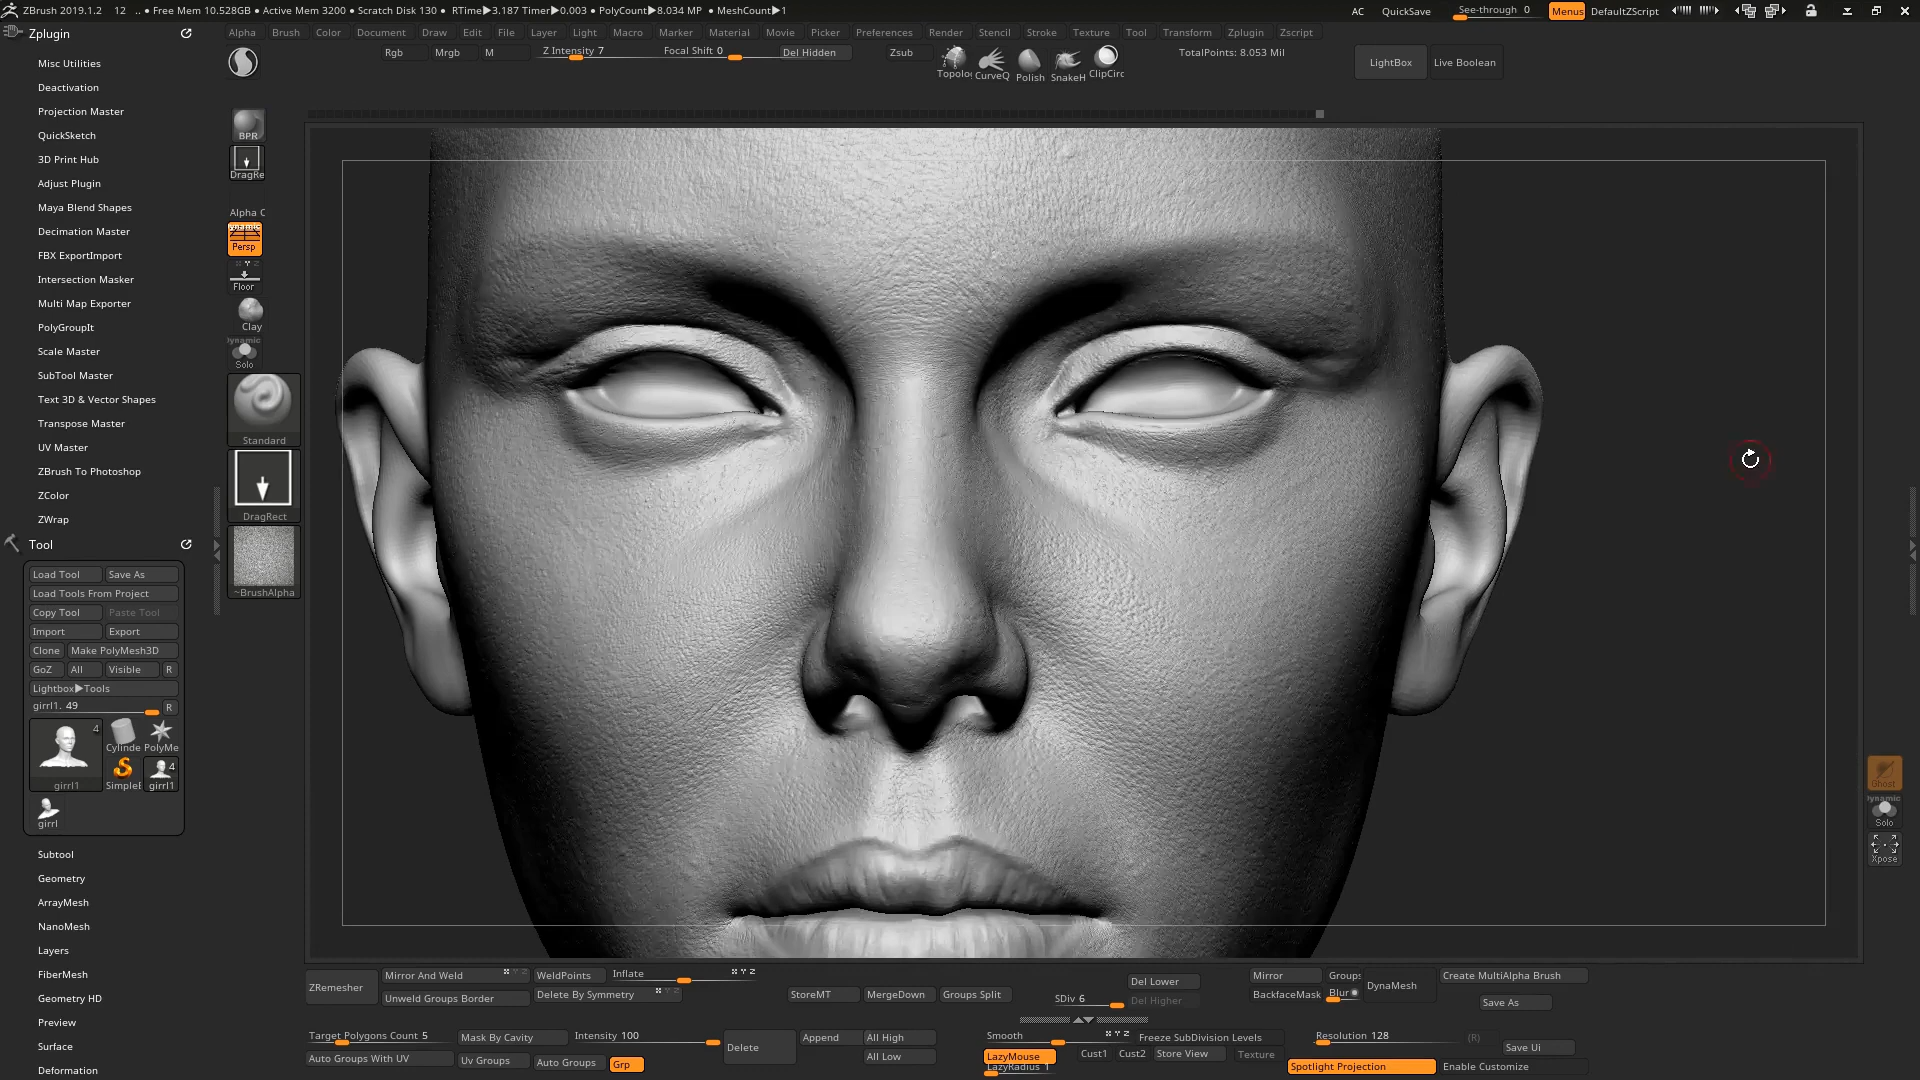 ZBrush 2019.1.2 12 .. • Free Mem 10.528GB • Active Mem 3200 • Scratch Disk 130 • RTime▶3.187 Timer▶0.003 • PolyCount▶8.034 MP • MeshCount▶1 AC QuickSave See-through 0 Menus DefaultZScript
Zplugin
Alpha Brush Color Document Draw Edit File Layer Light Macro Marker Material Movie Picker Preferences Render Stencil Stroke Texture Tool Transform Zplugin Zscript
Rgb Mrgb M Z Intensity 7 Focal Shift 0 Del Hidden Zsub Topolo CurveQ Polish SnakeH ClipCirc TotalPoints: 8.053 Mil LightBox Live Boolean
Misc Utilities
Deactivation
Projection Master
QuickSketch
3D Print Hub
Adjust Plugin
Maya Blend Shapes
Decimation Master
FBX ExportImport
Intersection Masker
Multi Map Exporter
PolyGroupIt
Scale Master
SubTool Master
Text 3D & Vector Shapes
Transpose Master
UV Master
ZBrush To Photoshop
ZColor
ZWrap
BPR
DragRe
Alpha C
Persp
Floor
Clay
Dynamic
Solo
Standard
DragRect
~BrushAlpha
Tool
Load Tool Save As
Load Tools From Project
Copy Tool Paste Tool
Import Export
Clone Make PolyMesh3D
GoZ All Visible R
Lightbox▶Tools
girrl1. 49 R
4
Cylinde PolyMe
4
girrl1 SimpleB girrl1
girrl
Subtool
Geometry
ArrayMesh
NanoMesh
Layers
FiberMesh
Geometry HD
Preview
Surface
Deformation
Ghost
Dynamic
Solo
Xpose
ZRemesher Mirror And Weld WeldPoints Inflate
Unweld Groups Border Delete By Symmetry
StoreMT MergeDown Groups Split
SDiv 6 Del Lower
Del Higher
Mirror Groups DynaMesh Create MultiAlpha Brush
BackfaceMask Blur Save As
Target Polygons Count 5 Mask By Cavity Intensity 100 Delete Append All High
Auto Groups With UV Uv Groups Auto Groups Grp All Low
Smooth Freeze SubDivision Levels Resolution 128 (R) Save Ui
LazyMouse Cust1 Cust2 Store View Texture
LazyRadius 1 Spotlight Projection Enable Customize